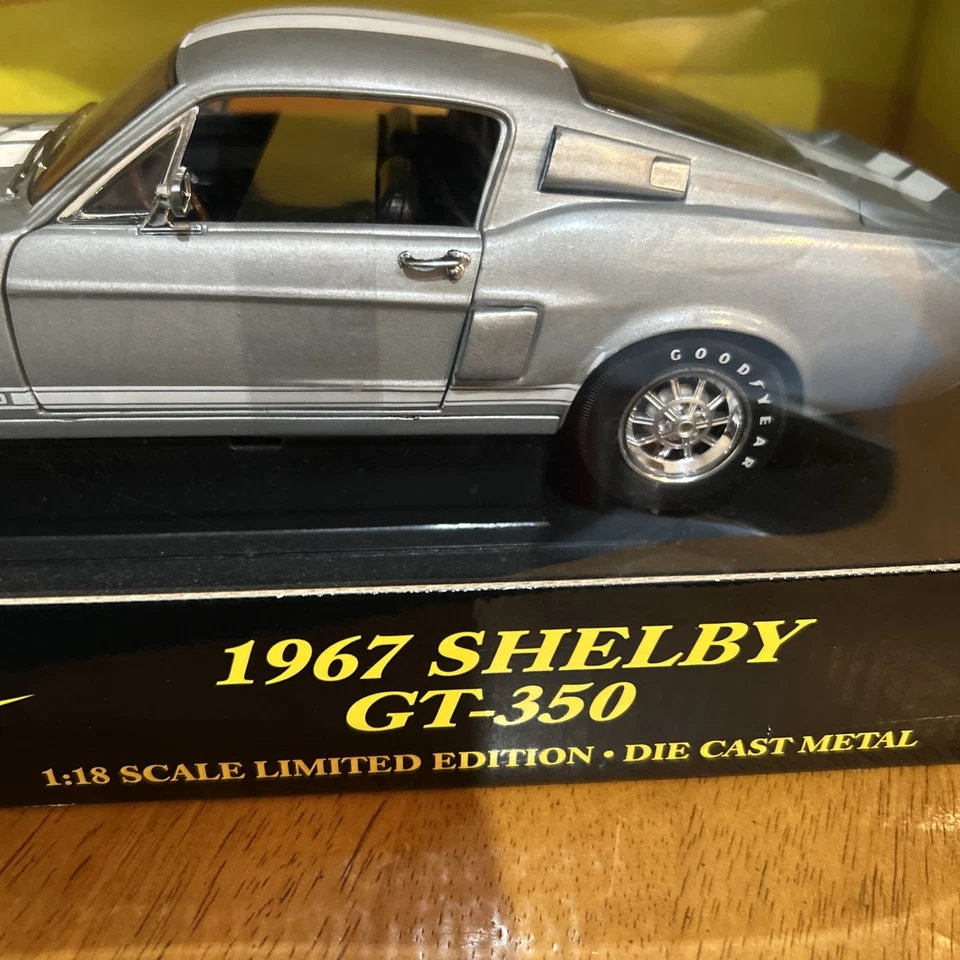 GOODYEAR
1967 SHELBY
GT-350
1:18 SCALE LIMITED EDITION • DIE CAST METAL